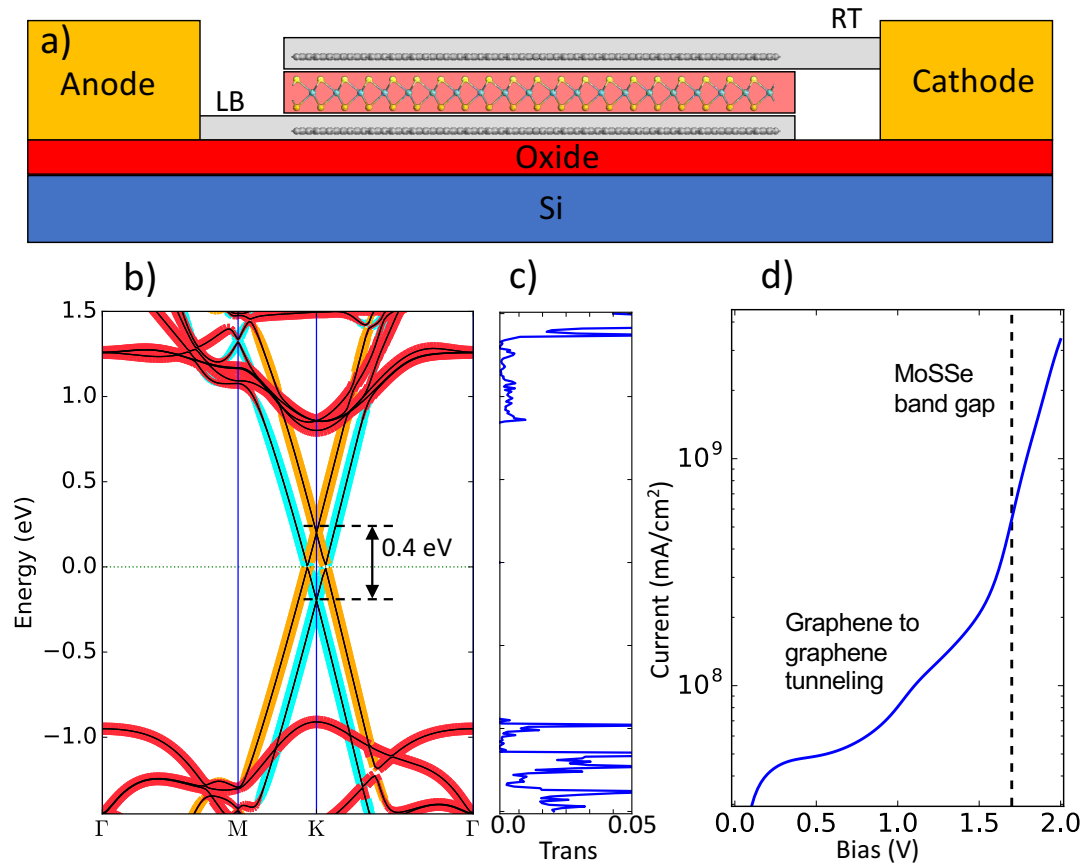 a)
RT
Anode
Cathode
LB
Oxide
Si
b)
c)
d)
1.5
1.0
0.5
0.0
−0.5
−1.0
Energy (eV)
0.4 eV
Γ
M
K
Γ
0.0
0.05
Trans
MoSSe
band gap
10⁹
10⁸
Current (mA/cm²)
Graphene to
graphene
tunneling
0.0
0.5
1.0
1.5
2.0
Bias (V)